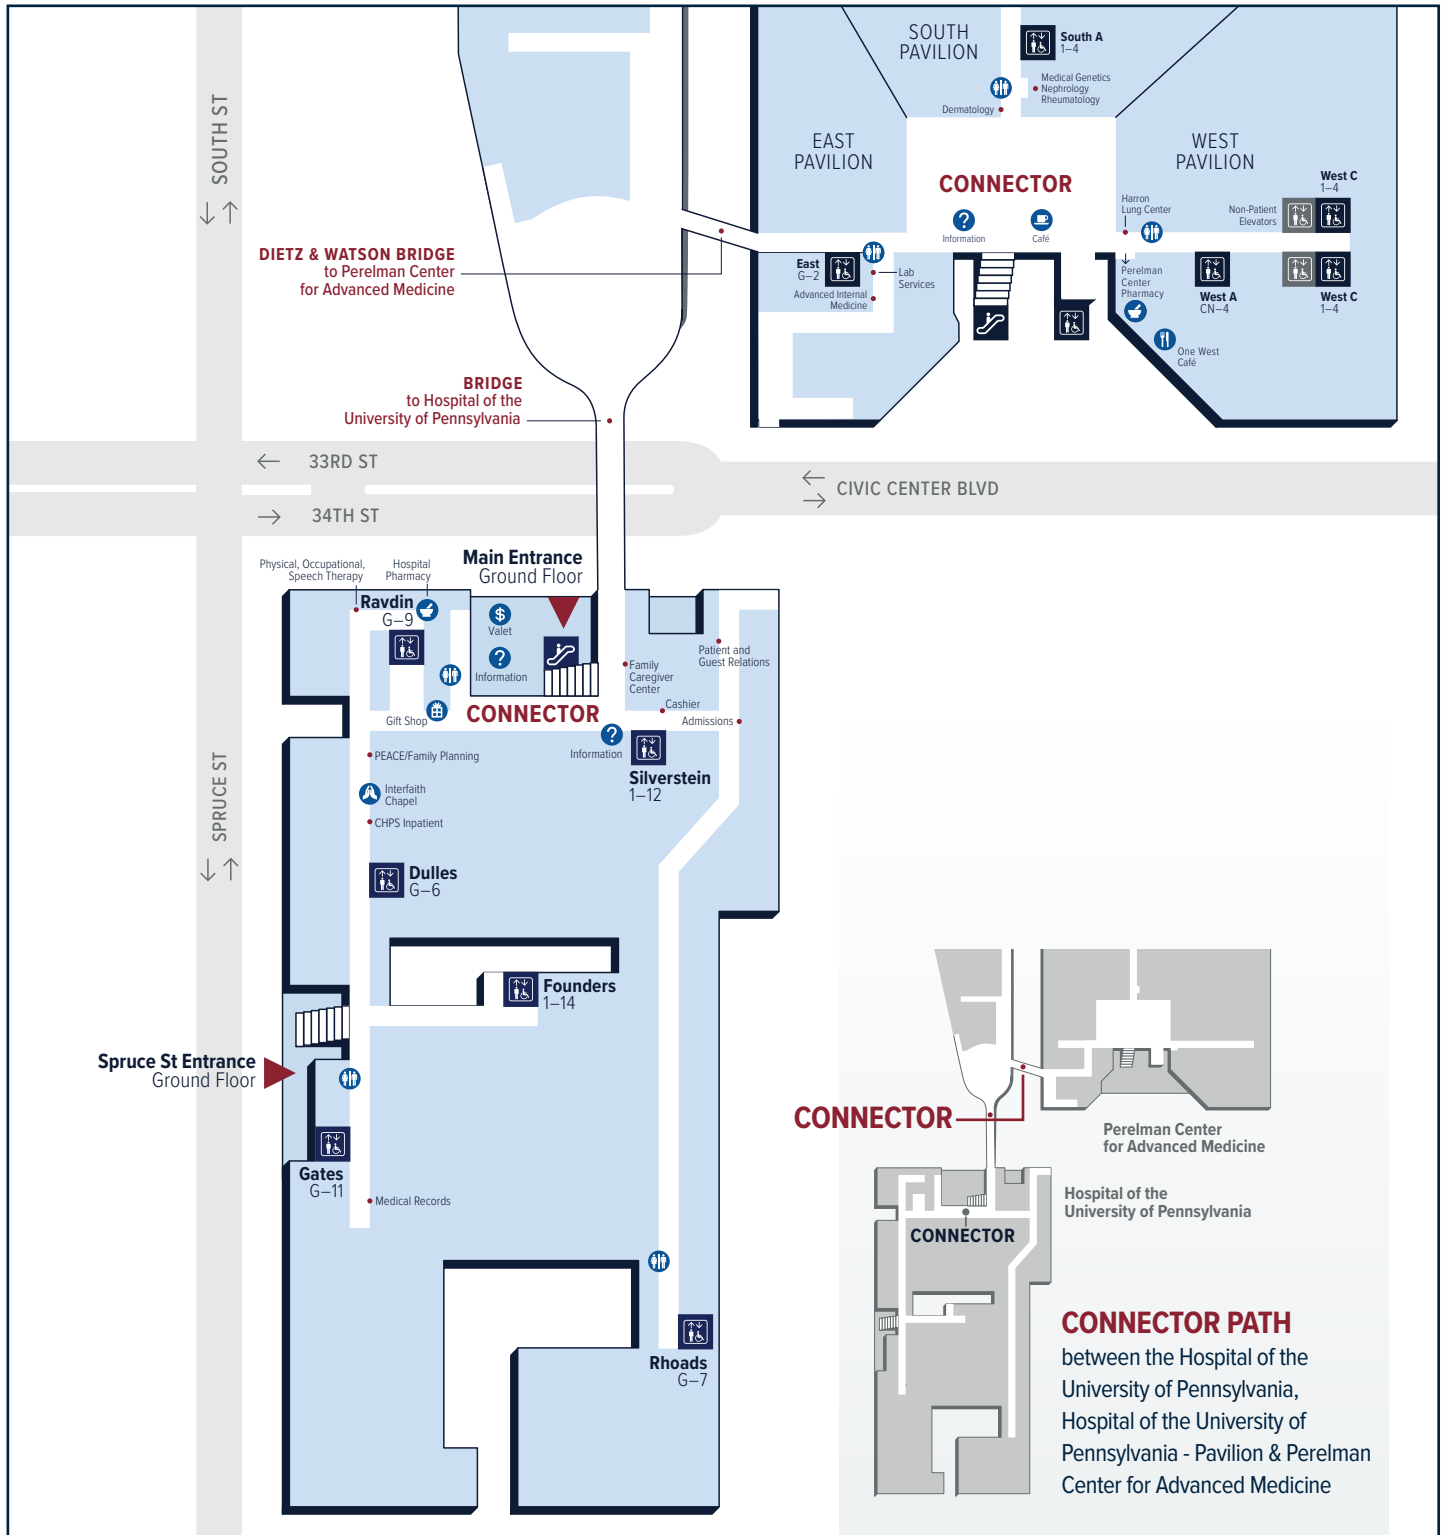 SOUTH ST
SOUTH
PAVILION
South A
1–4
Medical Genetics
Nephrology
Rheumatology
Dermatology
EAST
PAVILION
WEST
PAVILION
CONNECTOR
West C
1–4
Harron
Lung Center
Non-Patient
Elevators
?
Information
Café
DIETZ & WATSON BRIDGE
to Perelman Center
for Advanced Medicine
East
G–2
Lab
Services
Advanced Internal
Medicine
Perelman
Center
Pharmacy
West A
CN–4
West C
1–4
One West
Café
BRIDGE
to Hospital of the
University of Pennsylvania
33RD ST
CIVIC CENTER BLVD
34TH ST
Main Entrance
Ground Floor
Physical, Occupational,
Speech Therapy
Hospital
Pharmacy
Ravdin
G–9
$
Valet
?
Information
Patient and
Guest Relations
Family
Caregiver
Center
Cashier
Admissions
Gift Shop
CONNECTOR
?
Information
PEACE/Family Planning
Silverstein
1–12
Interfaith
Chapel
CHPS Inpatient
SPRUCE ST
Dulles
G–6
Founders
1–14
Spruce St Entrance
Ground Floor
Gates
G–11
Medical Records
Rhoads
G–7
CONNECTOR
Perelman Center
for Advanced Medicine
Hospital of the
University of Pennsylvania
CONNECTOR
CONNECTOR PATH
between the Hospital of the
University of Pennsylvania,
Hospital of the University of
Pennsylvania - Pavilion & Perelman
Center for Advanced Medicine